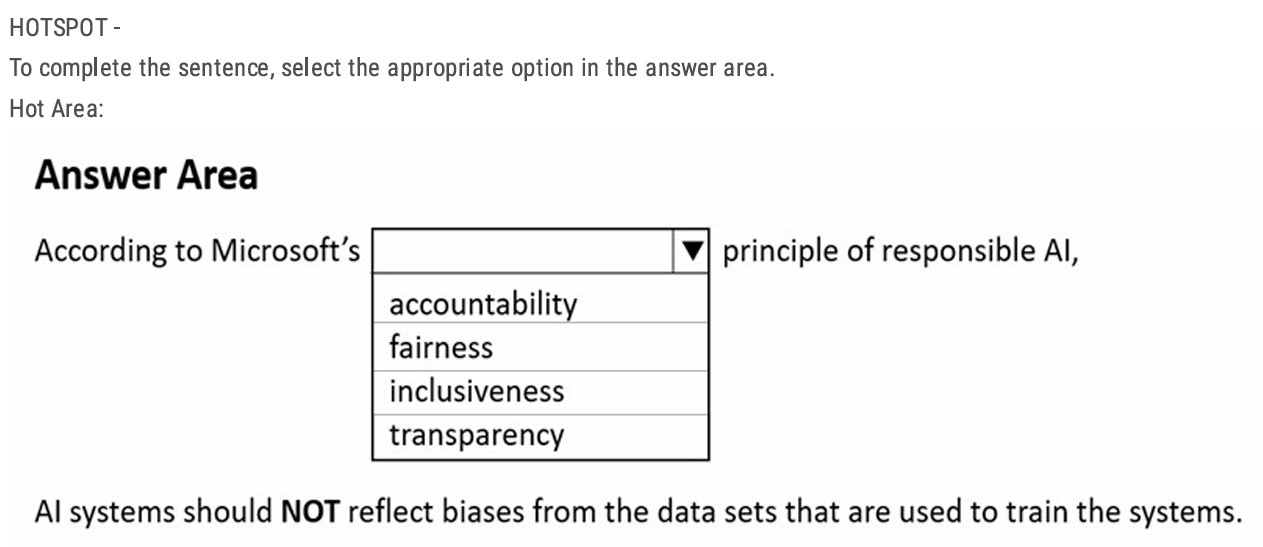 HOTSPOT -
To complete the sentence, select the appropriate option in the answer area.
Hot Area:
Answer Area
According to Microsoft's ▼ principle of responsible AI,
accountability
fairness
inclusiveness
transparency
AI systems should NOT reflect biases from the data sets that are used to train the systems.